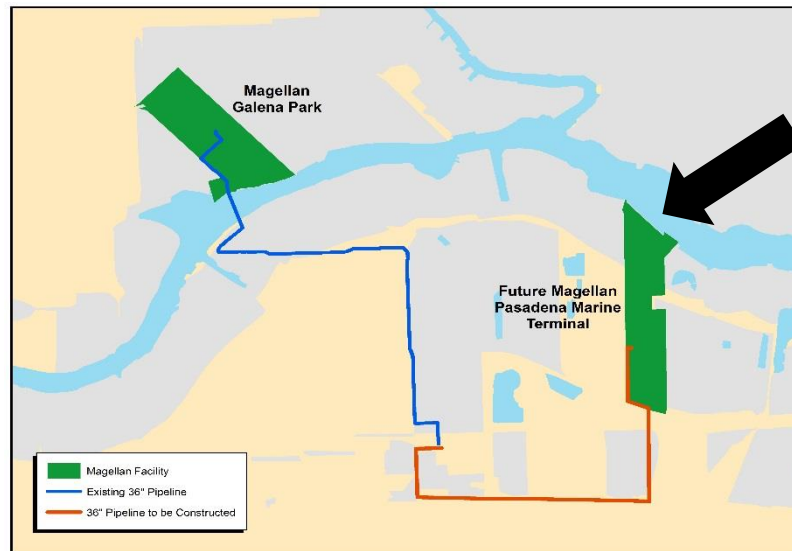 Magellan
Galena Park
Future Magellan
Pasadena Marine
Terminal
Magellan Facility
Existing 36" Pipeline
36" Pipeline to be Constructed